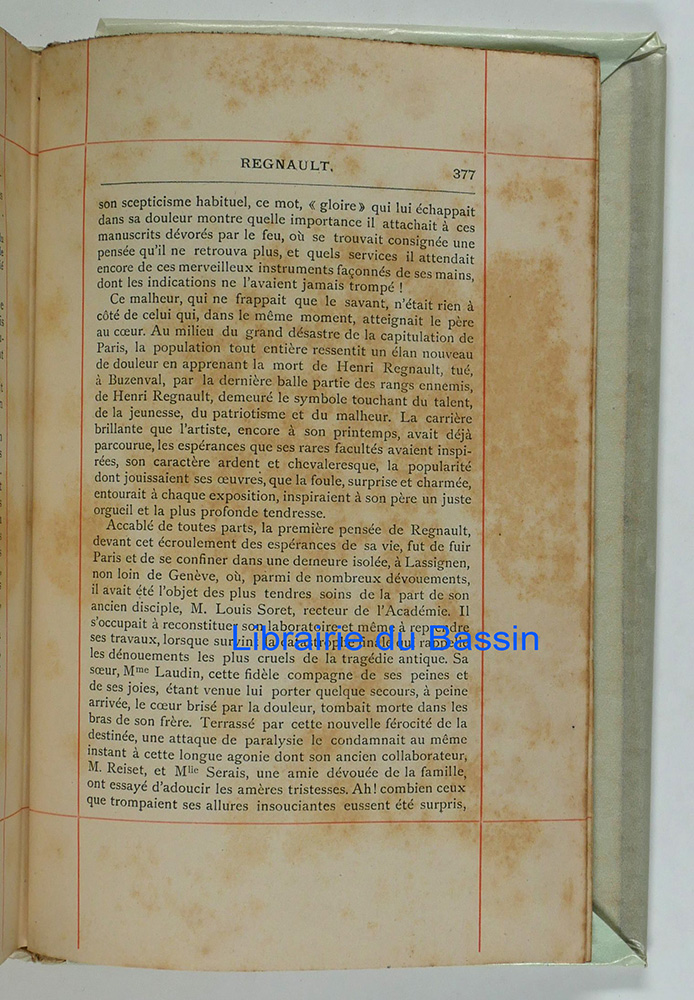 REGNAULT.
377
son scepticisme habituel, ce mot, « gloire » qui lui échappait
dans sa douleur montre quelle importance il attachait à ces
manuscrits dévorés par le feu, où se trouvait consignée une
pensée qu'il ne retrouva plus, et quels services il attendait
encore de ces merveilleux instruments façonnés de ses mains,
dont les indications ne l'avaient jamais trompé !
Ce malheur, qui ne frappait que le savant, n'était rien à
côté de celui qui, dans le même moment, atteignait le père
au cœur. Au milieu du grand désastre de la capitulation de
Paris, la population tout entière ressentit un élan nouveau
de douleur en apprenant la mort de Henri Regnault, tué,
à Buzenval, par la dernière balle partie des rangs ennemis,
de Henri Regnault, demeuré le symbole touchant du talent,
de la jeunesse, du patriotisme et du malheur. La carrière
brillante que l'artiste, encore à son printemps, avait déjà
parcourue, les espérances que ses rares facultés avaient inspi-
rées, son caractère ardent et chevaleresque, la popularité
dont jouissaient ses œuvres, que la foule, surprise et charmée,
entourait à chaque exposition, inspiraient à son père un juste
orgueil et la plus profonde tendresse.
Accablé de toutes parts, la première pensée de Regnault,
devant cet écroulement des espérances de sa vie, fut de fuir
Paris et de se confiner dans une demeure isolée, à Lassignen,
non loin de Genève, où, parmi de nombreux dévouements,
il avait été l'objet des plus tendres soins de la part de son
ancien disciple, M. Louis Soret, recteur de l'Académie. Il
s'occupait à reconstituer son laboratoire et même à reprendre
ses travaux, lorsque survint la catastrophe finale qui rappelle
Librairie du Bassin
les dénouements les plus cruels de la tragédie antique. Sa
sœur, Mme Laudin, cette fidèle compagne de ses peines et
de ses joies, étant venue lui porter quelque secours, à peine
arrivée, le cœur brisé par la douleur, tombait morte dans les
bras de son frère. Terrassé par cette nouvelle férocité de la
destinée, une attaque de paralysie le condamnait au même
instant à cette longue agonie dont son ancien collaborateur,
M. Reiset, et Mlle Serais, une amie dévouée de la famille,
ont essayé d'adoucir les amères tristesses. Ah! combien ceux
que trompaient ses allures insouciantes eussent été surpris,